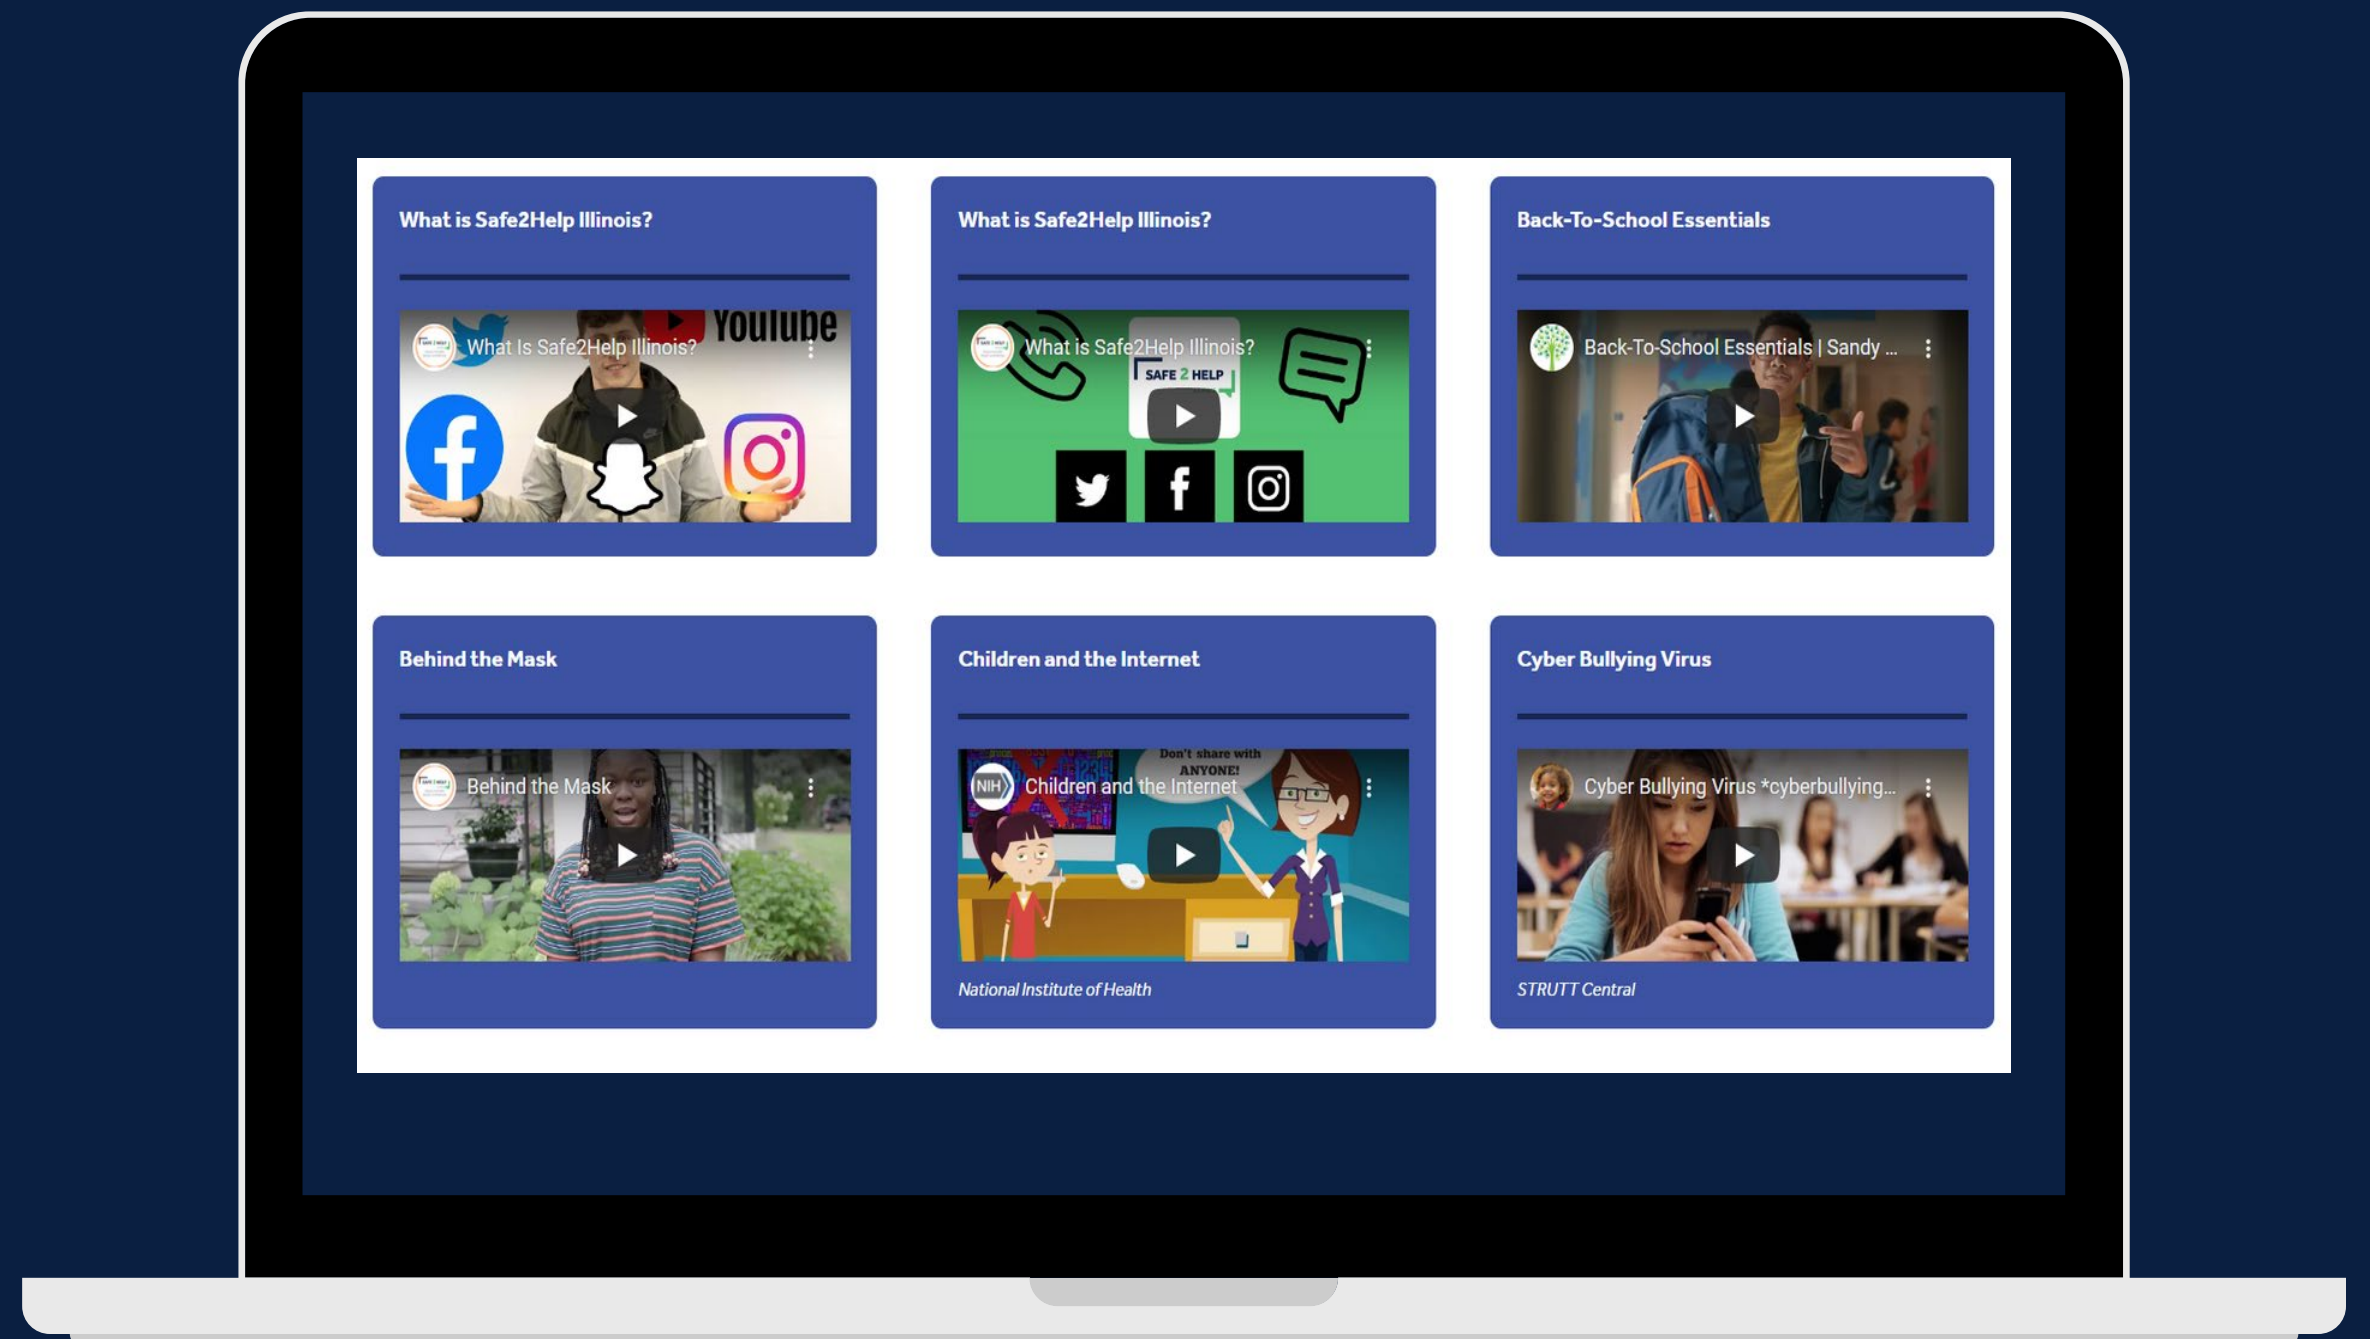 What is Safe2Help Illinois?
What is Safe2Help Illinois?
Back-To-School Essentials
YouTube
What Is Safe2Help Illinois?
What is Safe2Help Illinois?
SAFE 2 HELP
Back-To-School Essentials | Sandy ...
Behind the Mask
Children and the Internet
Cyber Bullying Virus
Behind the Mask
Don't share with
ANYONE!
NIH
Children and the Internet
Cyber Bullying Virus *cyberbullying...
National Institute of Health
STRUTT Central